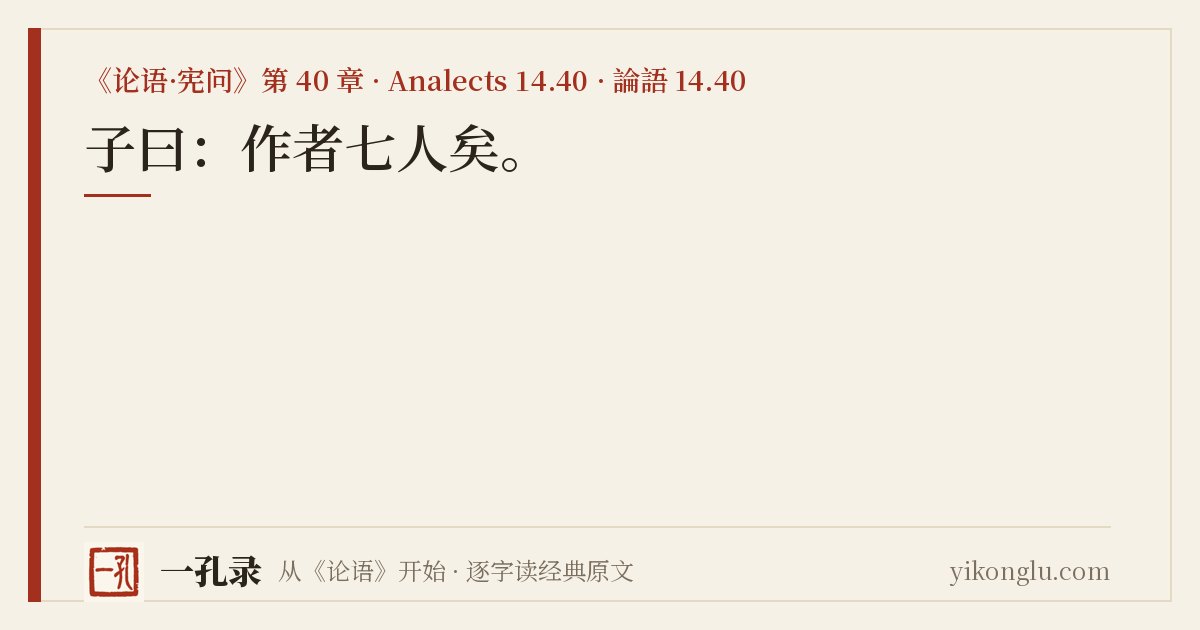 《论语·宪问》第 40 章 · Analects 14.40 · 論語 14.40
子曰：作者七人矣。
一孔
一孔录 从《论语》开始 · 逐字读经典原文 yikonglu.com